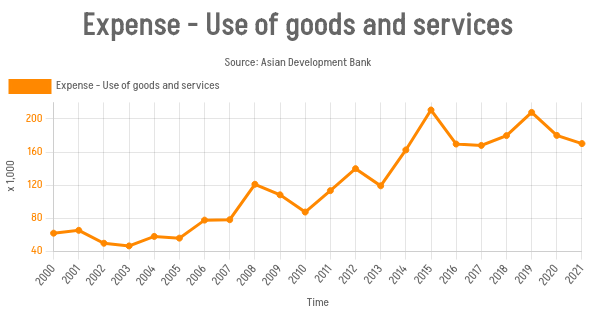 Expense - Use of goods and services
Source: Asian Development Bank
Expense - Use of goods and services
200
160
120
80
40
x 1,000
2000 2001 2002 2003 2004 2005 2006 2007 2008 2009 2010 2011 2012 2013 2014 2015 2016 2017 2018 2019 2020 2021
Time